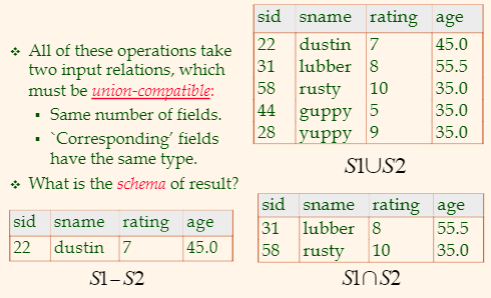 ❖ All of these operations take
two input relations, which
must be union-compatible:
▪ Same number of fields.
▪ `Corresponding' fields
have the same type.
❖ What is the schema of result?
sid sname rating age
22 dustin 7 45.0
S1−S2
sid sname rating age
22 dustin 7 45.0
31 lubber 8 55.5
58 rusty 10 35.0
44 guppy 5 35.0
28 yuppy 9 35.0
S1∪S2
sid sname rating age
31 lubber 8 55.5
58 rusty 10 35.0
S1∩S2